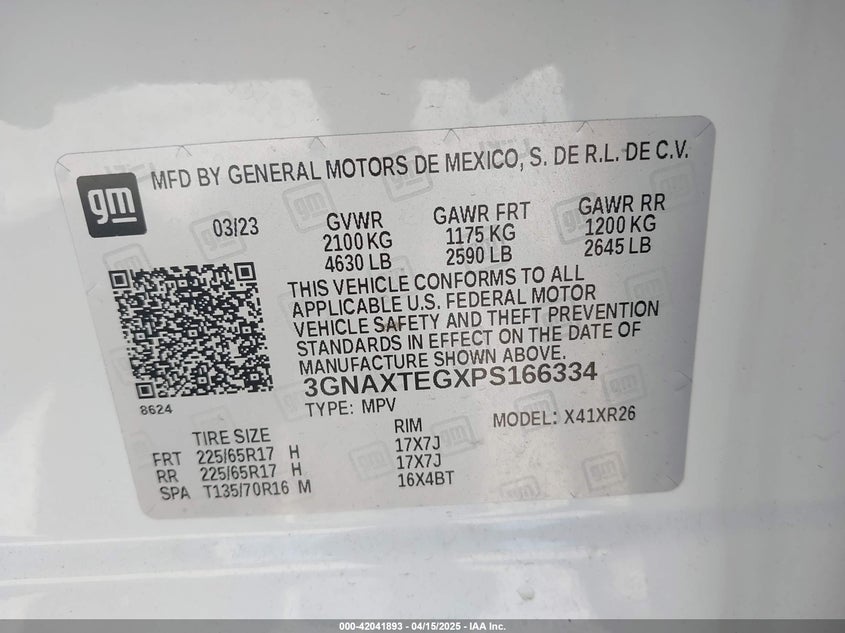 gm
MFD BY GENERAL MOTORS DE MEXICO, S. DE R.L. DE C.V.
03/23
GVWR
2100 KG
4630 LB
GAWR FRT
1175 KG
2590 LB
GAWR RR
1200 KG
2645 LB
THIS VEHICLE CONFORMS TO ALL
APPLICABLE U.S. FEDERAL MOTOR
VEHICLE SAFETY AND THEFT PREVENTION
STANDARDS IN EFFECT ON THE DATE OF
MANUFACTURE SHOWN ABOVE.
3GNAXTEGXPS166334
8624
TYPE: MPV
MODEL: X41XR26
TIRE SIZE RIM
FRT 225/65R17 H 17X7J
RR 225/65R17 H 17X7J
SPA T135/70R16 M 16X4BT
000-42041893 - 04/15/2025 - IAA Inc.